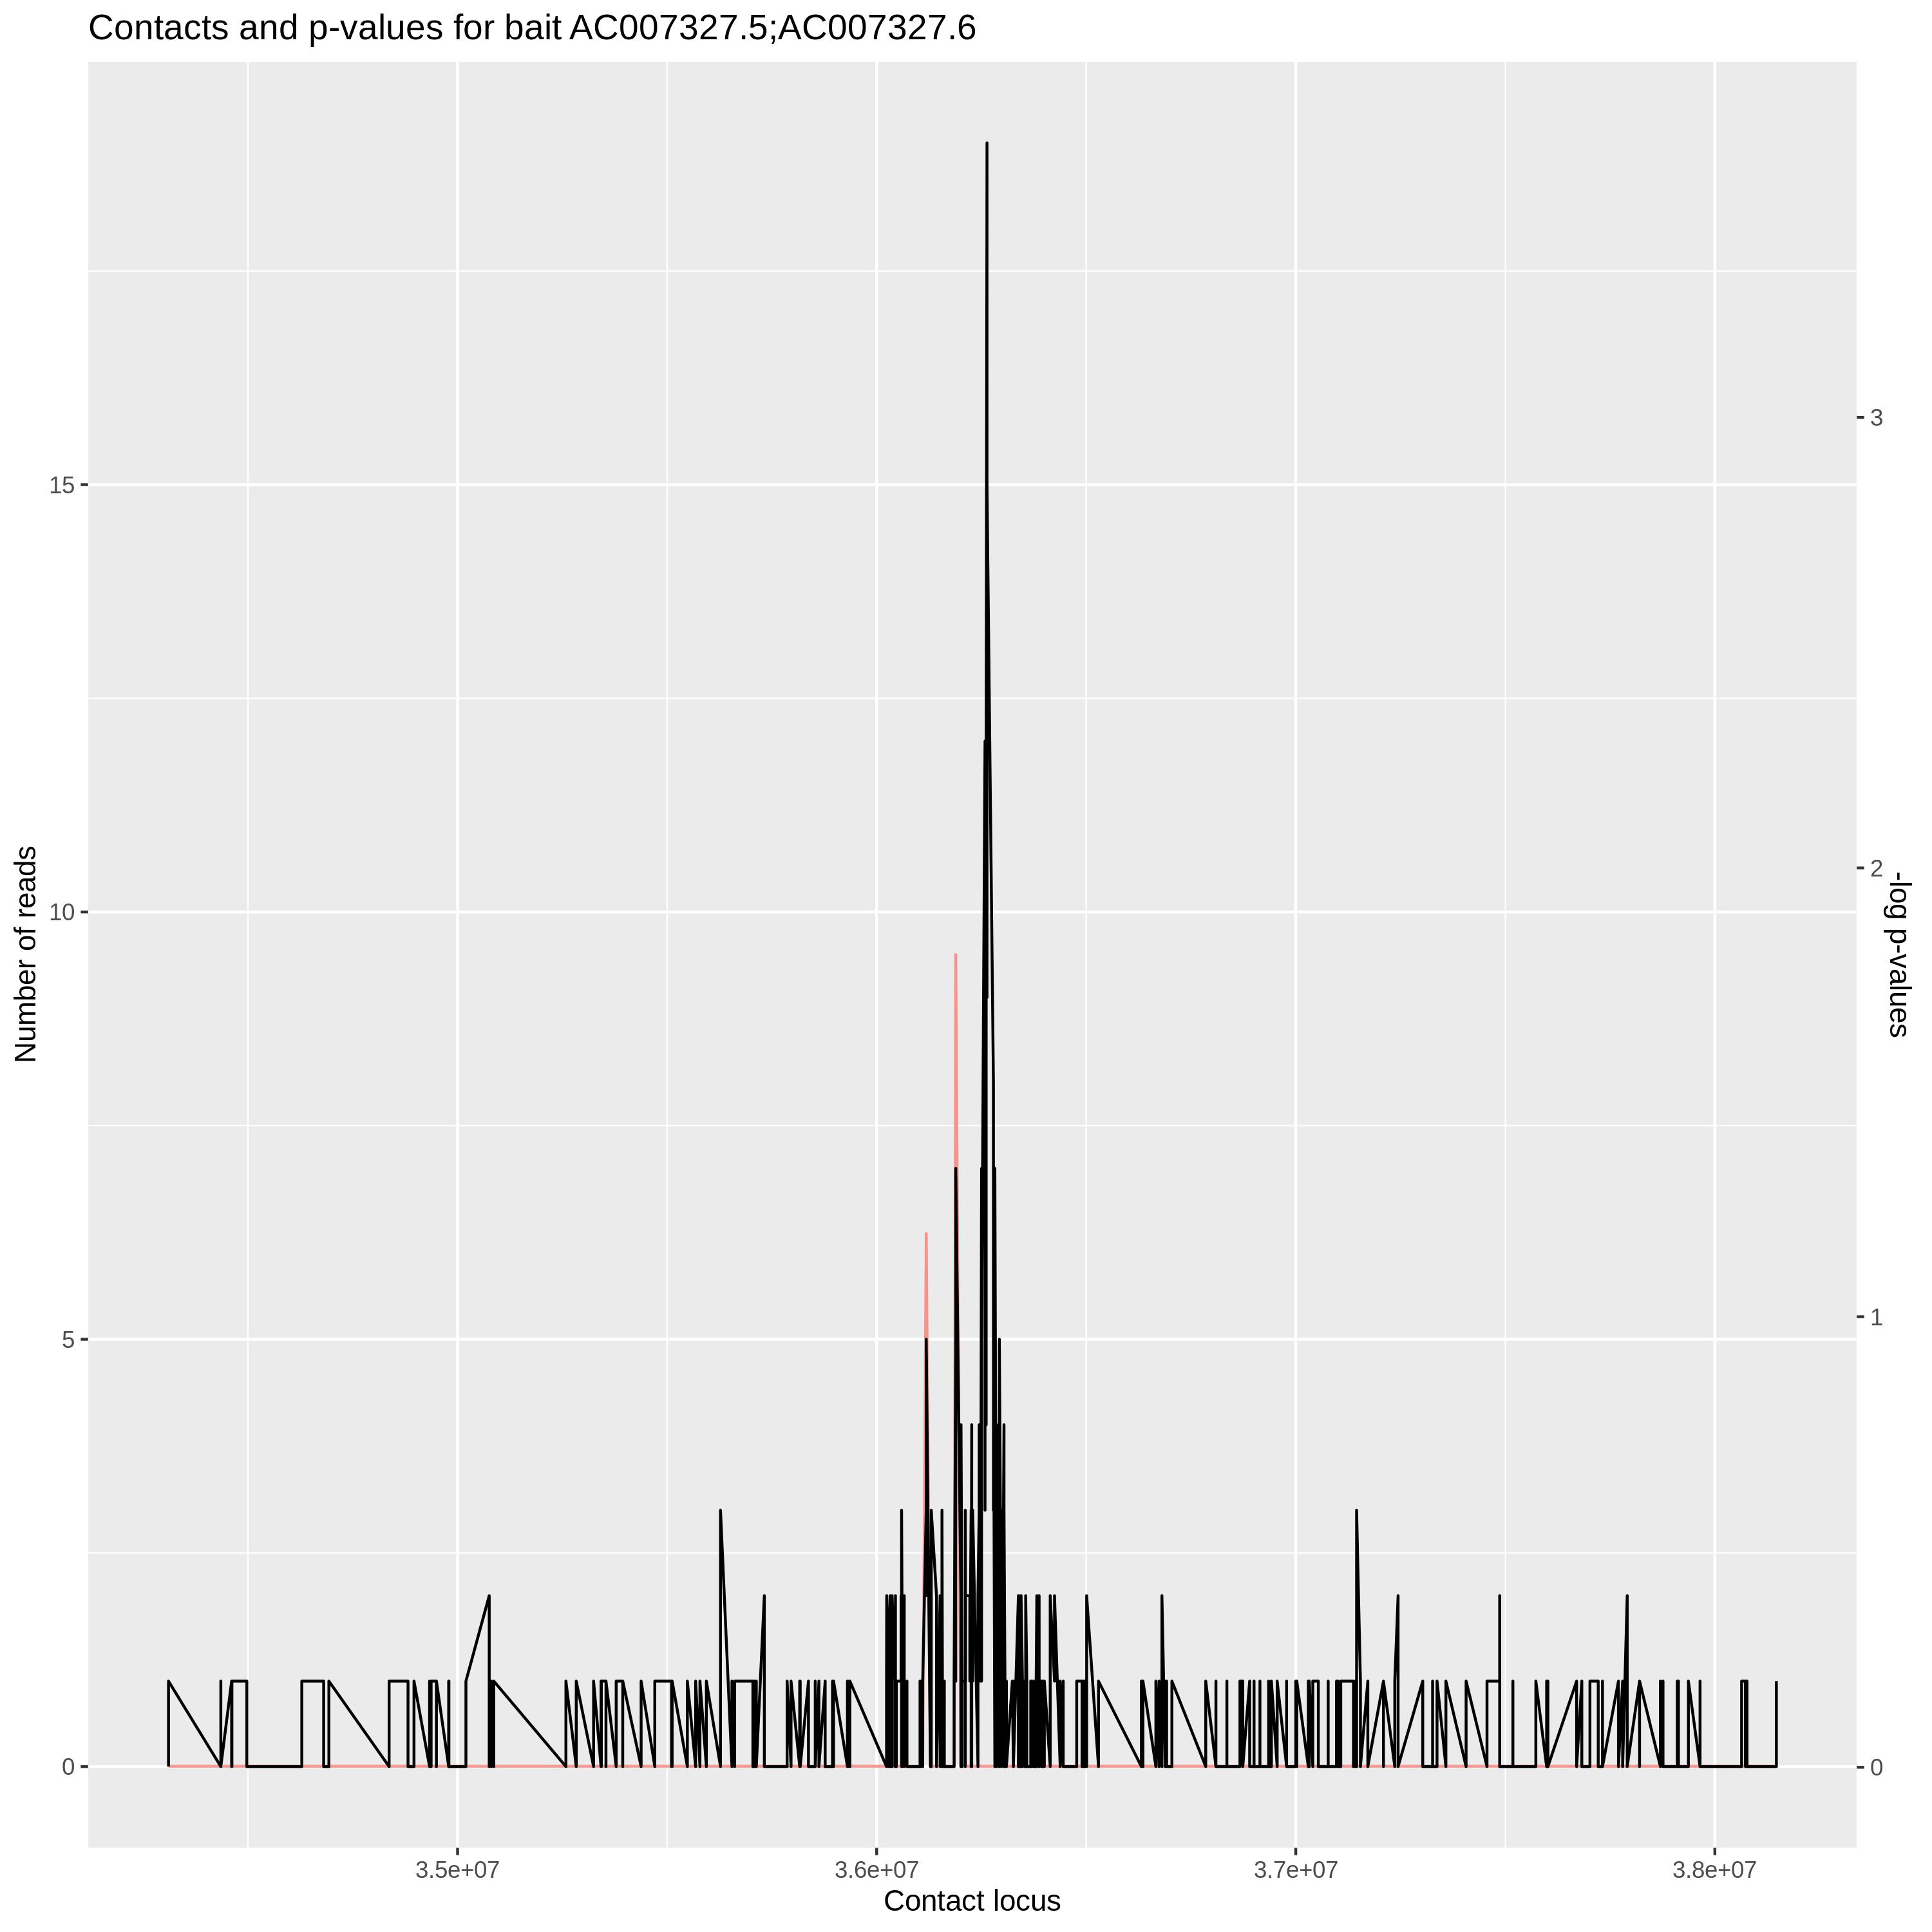 Contacts and p-values for bait AC007327.5;AC007327.6
15
10
5
0
Number of reads
3
2
1
0
-log p-values
3.5e+07 3.6e+07 3.7e+07 3.8e+07
Contact locus